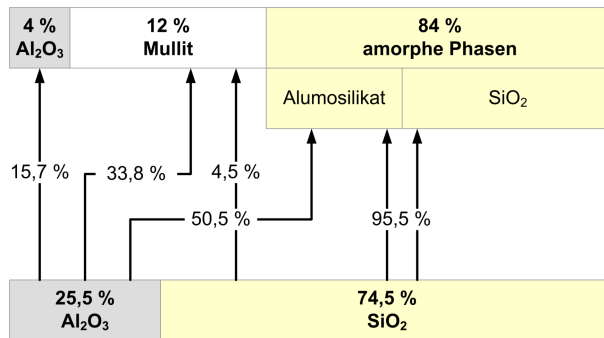 4 % 12 % 84 %
Al₂O₃ Mullit amorphe Phasen
Alumosilikat SiO₂
15,7 % 33,8 % 4,5 %
50,5 % 95,5 %
25,5 % 74,5 %
Al₂O₃ SiO₂